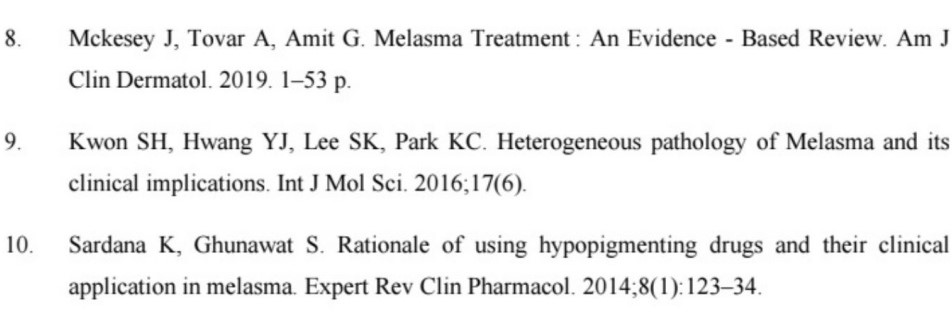 8. Mckesey J, Tovar A, Amit G. Melasma Treatment : An Evidence - Based Review. Am J
Clin Dermatol. 2019. 1–53 p.
9. Kwon SH, Hwang YJ, Lee SK, Park KC. Heterogeneous pathology of Melasma and its
clinical implications. Int J Mol Sci. 2016;17(6).
10. Sardana K, Ghunawat S. Rationale of using hypopigmenting drugs and their clinical
application in melasma. Expert Rev Clin Pharmacol. 2014;8(1):123–34.